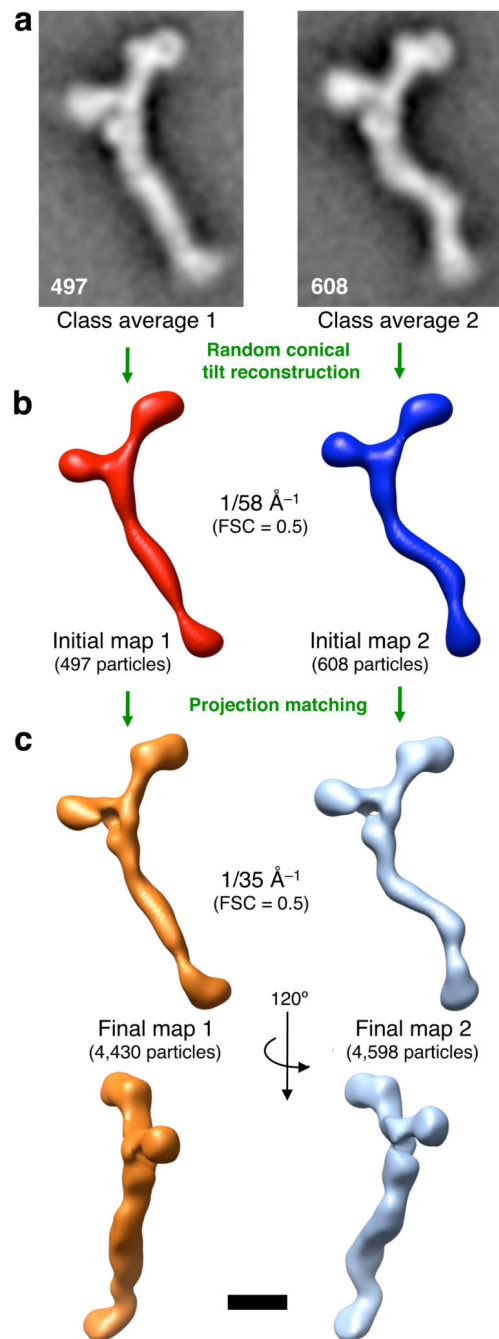 a
497
608
Class average 1
Class average 2
Random conical
tilt reconstruction
b
1/58 Å⁻¹
(FSC = 0.5)
Initial map 1
(497 particles)
Initial map 2
(608 particles)
Projection matching
c
1/35 Å⁻¹
(FSC = 0.5)
120º
Final map 1
(4,430 particles)
Final map 2
(4,598 particles)